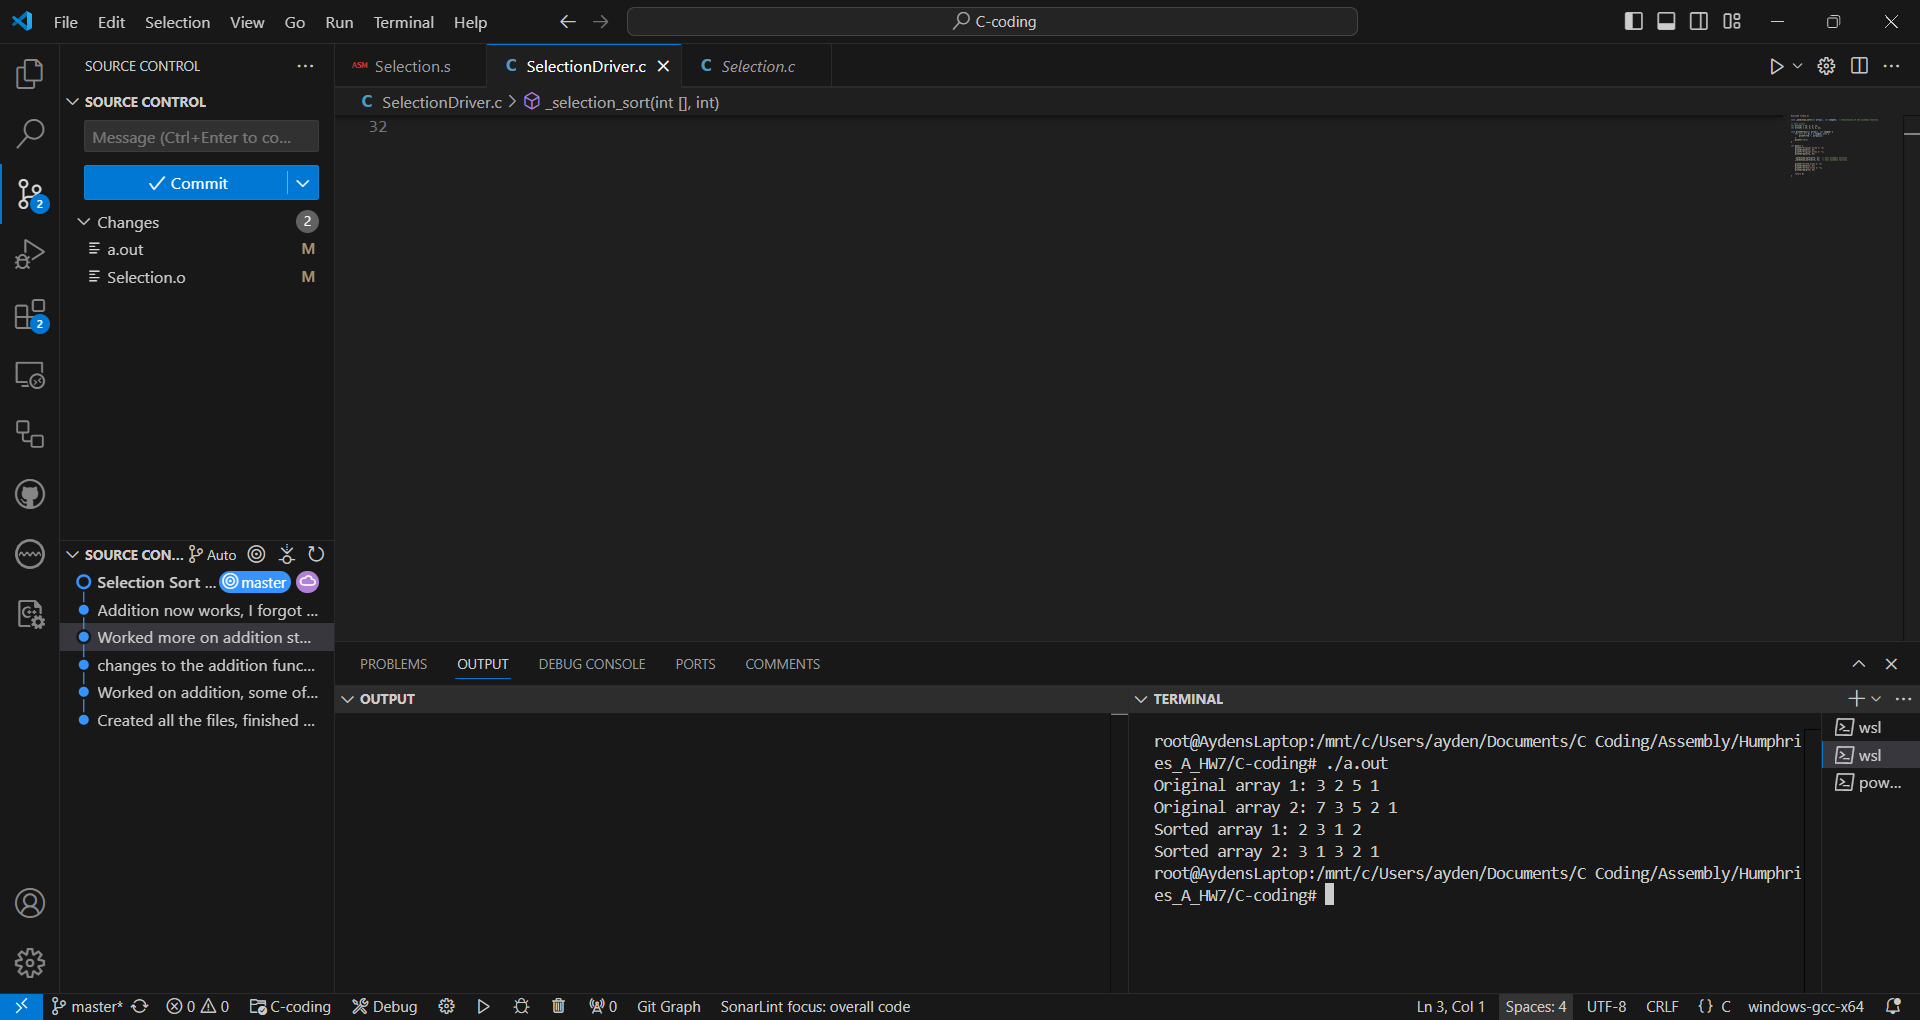 File Edit Selection View Go Run Terminal Help
C-coding
SOURCE CONTROL
SOURCE CONTROL
Message (Ctrl+Enter to co...
Commit
Changes 2
a.out M
Selection.o M
2
2
SOURCE CON... Auto
Selection Sort ... master
Addition now works, I forgot ...
Worked more on addition st...
changes to the addition func...
Worked on addition, some of...
Created all the files, finished ...
ASM Selection.s C SelectionDriver.c C Selection.c
C SelectionDriver.c > _selection_sort(int [], int)
32
PROBLEMS OUTPUT DEBUG CONSOLE PORTS COMMENTS
OUTPUT
TERMINAL
root@AydensLaptop:/mnt/c/Users/ayden/Documents/C Coding/Assembly/Humphri
es_A_HW7/C-coding# ./a.out
Original array 1: 3 2 5 1
Original array 2: 7 3 5 2 1
Sorted array 1: 2 3 1 2
Sorted array 2: 3 1 3 2 1
root@AydensLaptop:/mnt/c/Users/ayden/Documents/C Coding/Assembly/Humphri
es_A_HW7/C-coding#
wsl
wsl
pow...
master* 0 0 C-coding Debug 0 Git Graph SonarLint focus: overall code
Ln 3, Col 1 Spaces: 4 UTF-8 CRLF {} C windows-gcc-x64